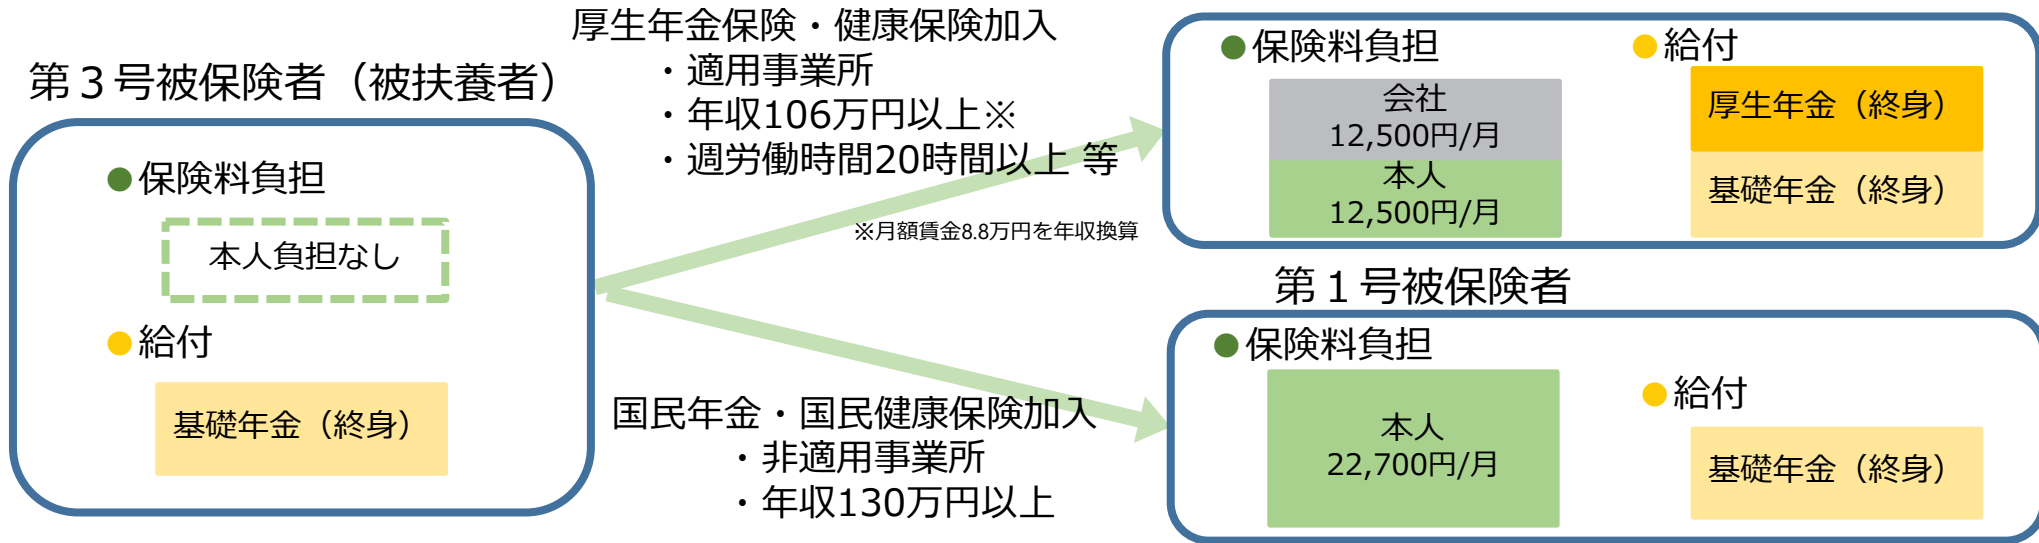 第３号被保険者（被扶養者）
●保険料負担
本人負担なし
●給付
基礎年金（終身）
厚生年金保険・健康保険加入
・適用事業所
・年収106万円以上※
・週労働時間20時間以上 等
※月額賃金8.8万円を年収換算
国民年金・国民健康保険加入
・非適用事業所
・年収130万円以上
●保険料負担
会社
12,500円/月
本人
12,500円/月
●給付
厚生年金（終身）
基礎年金（終身）
第１号被保険者
●保険料負担
本人
22,700円/月
●給付
基礎年金（終身）